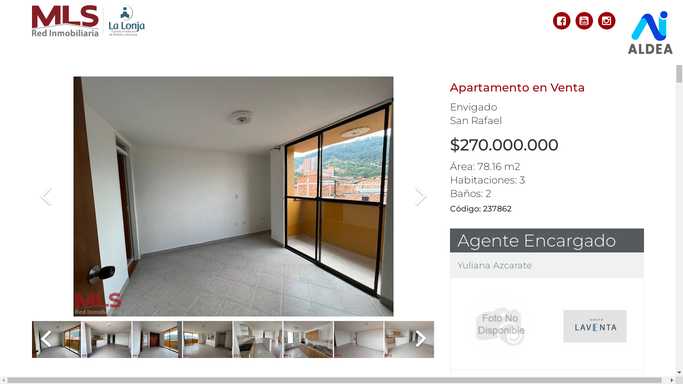 MLS
Red Inmobiliaria
La Lonja
ALDEA
Apartamento en Venta
Envigado
San Rafael
$270.000.000
Área: 78.16 m2
Habitaciones: 3
Baños: 2
Código: 237862
Agente Encargado
Yuliana Azcarate
Foto No
Disponible
LAVENTA
MLS
Red Inmobiliaria